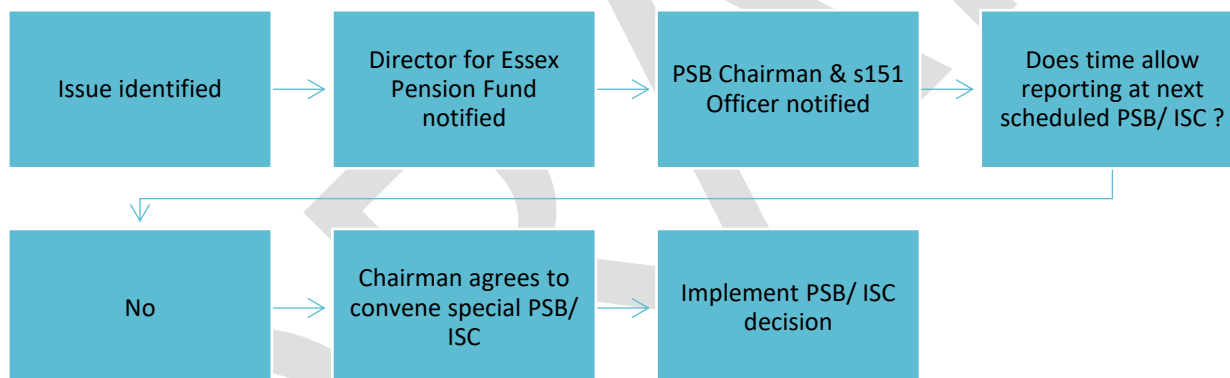 Issue identified
Director for Essex
Pension Fund
notified
PSB Chairman & s151
Officer notified
Does time allow
reporting at next
scheduled PSB/ ISC ?
No
Chairman agrees to
convene special PSB/
ISC
Implement PSB/ ISC
decision